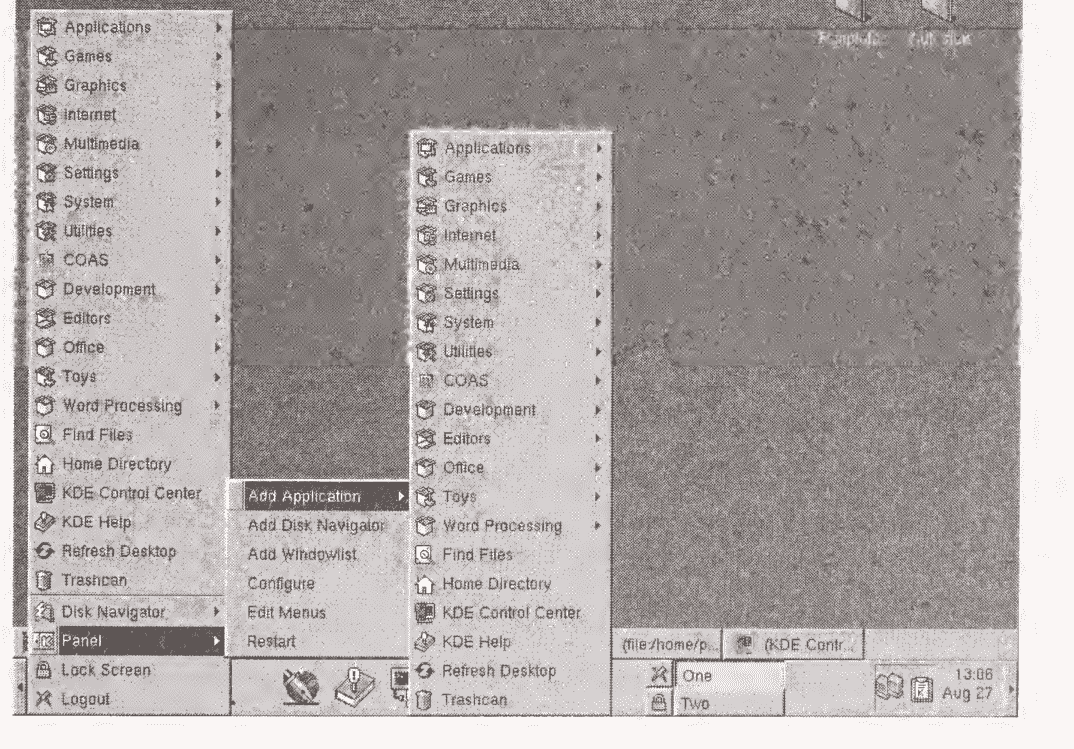 Applications
Games
Graphics
Internet
Multimedia
Settings
System
Utilities
COAS
Development
Editors
Office
Toys
Word Processing
Find Files
Home Directory
KDE Control Center
KDE Help
Refresh Desktop
Trashcan
Disk Navigator
Panel
Lock Screen
Logout
Add Application
Add Disk Navigator
Add Windowlist
Configure
Edit Menus
Restart
Applications
Games
Graphics
Internet
Multimedia
Settings
System
Utilities
COAS
Development
Editors
Office
Toys
Word Processing
Find Files
Home Directory
KDE Control Center
KDE Help
Refresh Desktop
Trashcan
(file:/home/p...
(KDE Contr...
One
Two
13:06
Aug 27